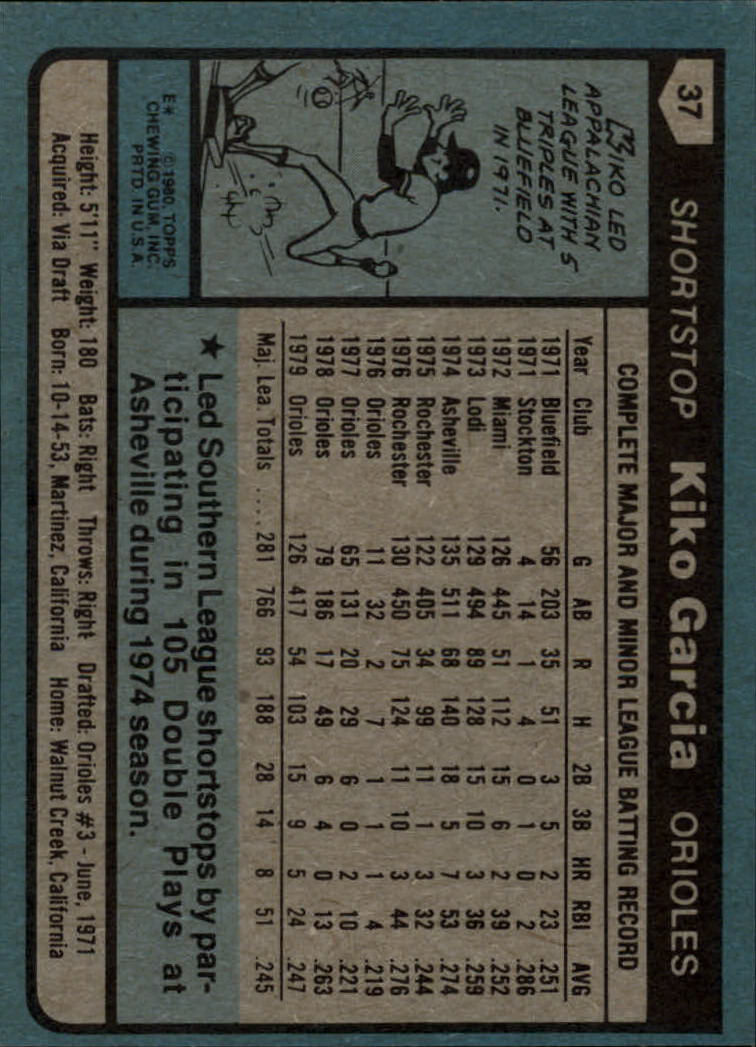 37
SHORTSTOP Kiko Garcia ORIOLES
KIKO LED
APPALACHIAN
LEAGUE WITH 5
TRIPLES AT
BLUEFIELD
IN 1971.
E* ©1980, TOPPS
CHEWING GUM, INC.
PRTD. IN U.S.A.
COMPLETE MAJOR AND MINOR LEAGUE BATTING RECORD
Year Club G AB R H 2B 3B HR RBI AVG
1971 Bluefield 56 203 35 51 3 5 2 23 .251
1971 Stockton 4 14 1 4 0 1 0 2 .286
1972 Miami 126 445 51 112 15 6 2 39 .252
1973 Lodi 129 494 89 128 15 10 3 36 .259
1974 Asheville 135 511 68 140 18 5 7 53 .274
1975 Rochester 122 405 34 99 11 1 3 32 .244
1976 Rochester 130 450 75 124 11 10 3 44 .276
1976 Orioles 11 32 2 7 1 1 1 4 .219
1977 Orioles 65 131 20 29 6 0 2 10 .221
1978 Orioles 79 186 17 49 6 4 0 13 .263
1979 Orioles 126 417 54 103 15 9 5 24 .247
Maj. Lea. Totals .... 281 766 93 188 28 14 8 51 .245
★ Led Southern League shortstops by par-
ticipating in 105 Double Plays at
Asheville during 1974 season.
Height: 5'11" Weight: 180 Bats: Right Throws: Right Drafted: Orioles #3 - June, 1971
Acquired: Via Draft Born: 10-14-53, Martinez, California Home: Walnut Creek, California